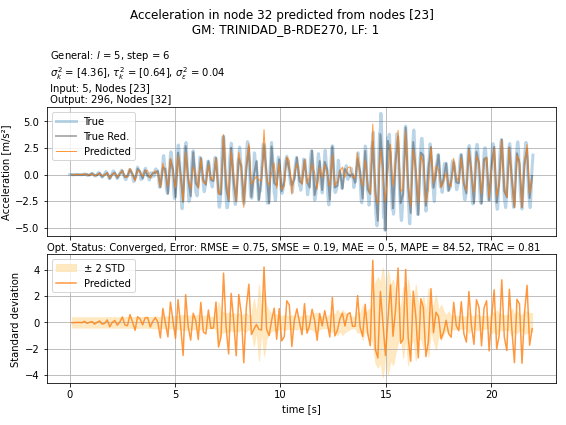 Acceleration in node 32 predicted from nodes [23]
GM: TRINIDAD_B-RDE270, LF: 1
General: l = 5, step = 6
σ_k² = [4.36], τ_k² = [0.64], σ_ε² = 0.04
Input: 5, Nodes [23]
Output: 296, Nodes [32]
True
True Red.
Predicted
Acceleration [m/s²]
5.0
2.5
0.0
−2.5
−5.0
Opt. Status: Converged, Error: RMSE = 0.75, SMSE = 0.19, MAE = 0.5, MAPE = 84.52, TRAC = 0.81
± 2 STD
Predicted
Standard deviation
4
2
0
−2
−4
0 5 10 15 20
time [s]